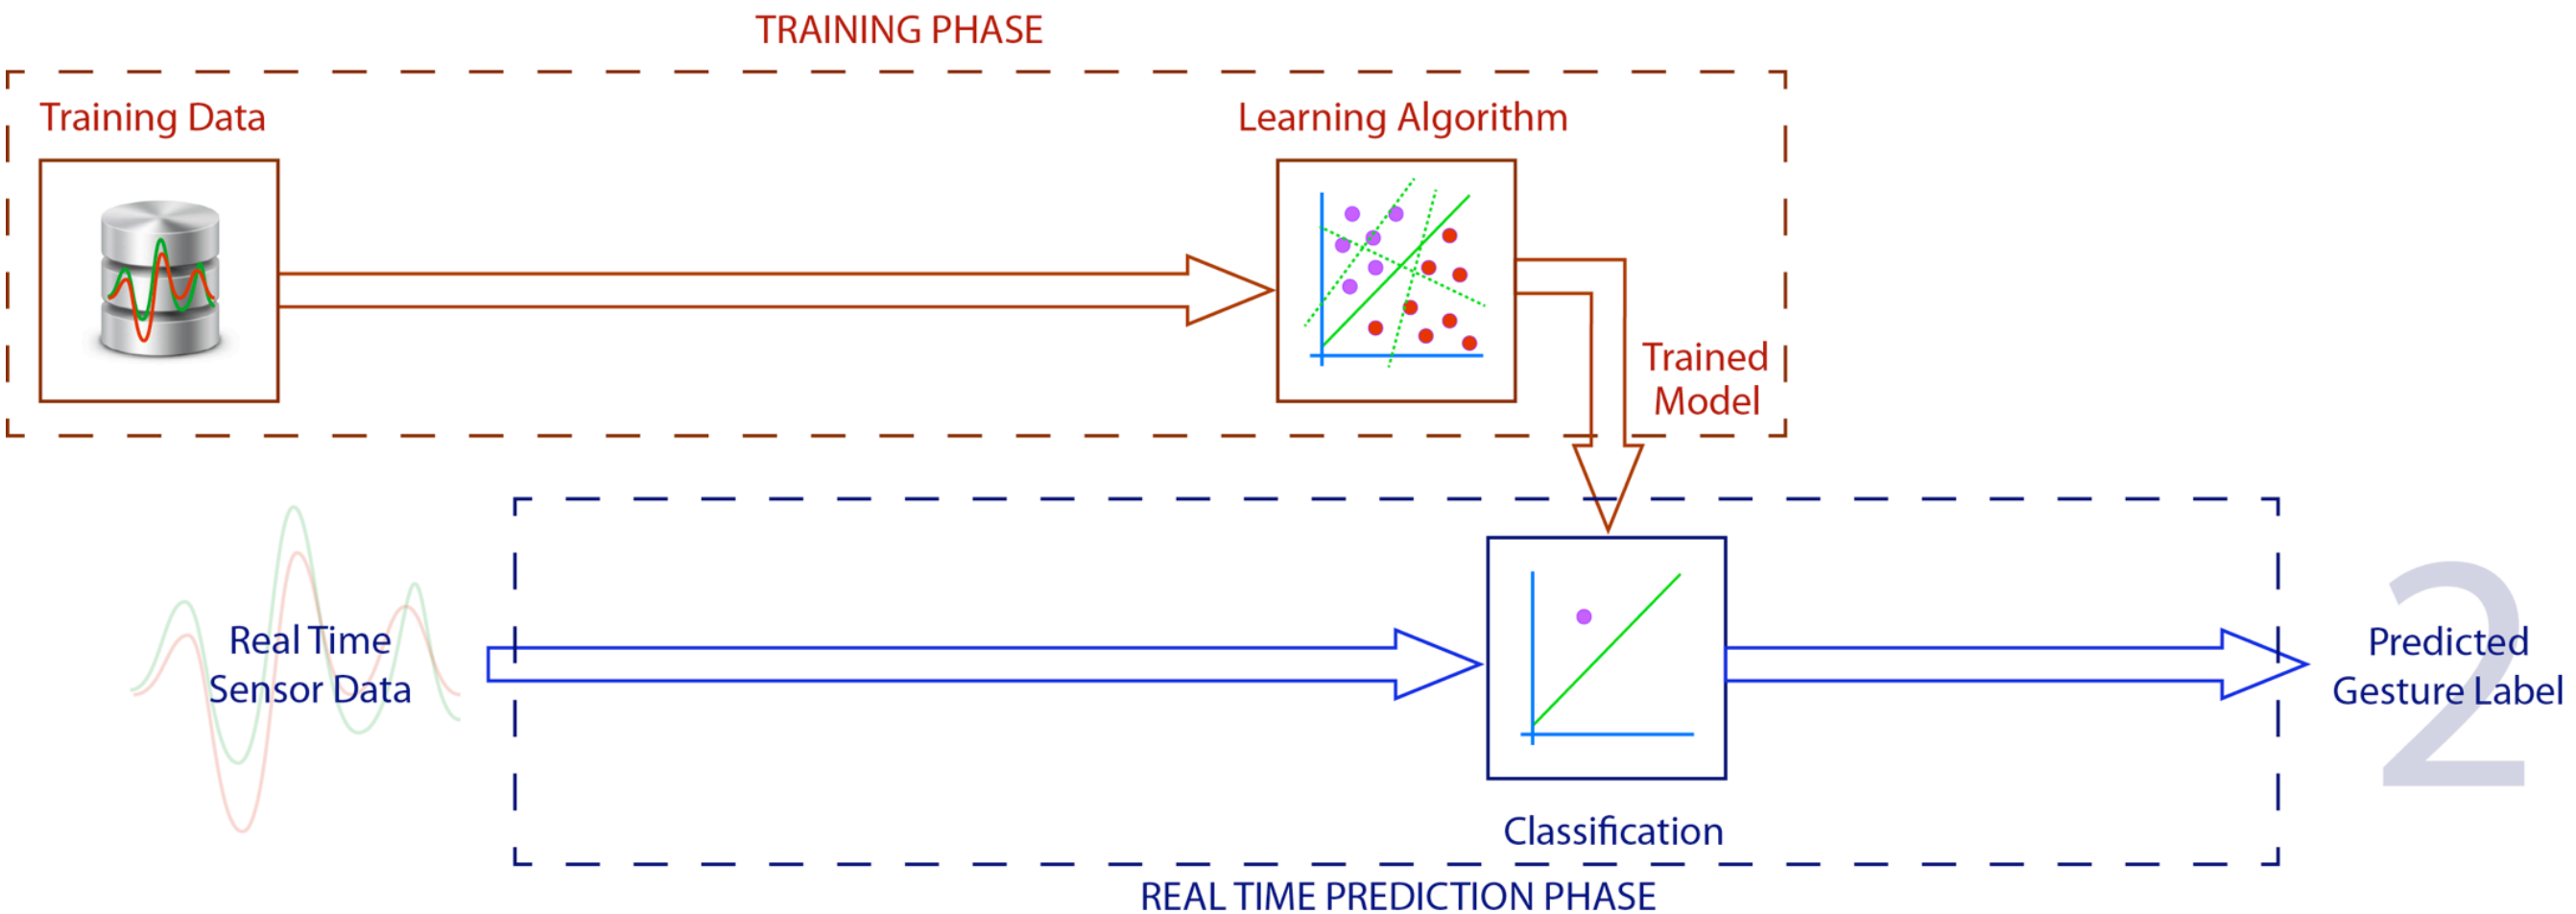 TRAINING PHASE
Training Data
Learning Algorithm
Trained
Model
Real Time
Sensor Data
2
Predicted
Gesture Label
Classification
REAL TIME PREDICTION PHASE